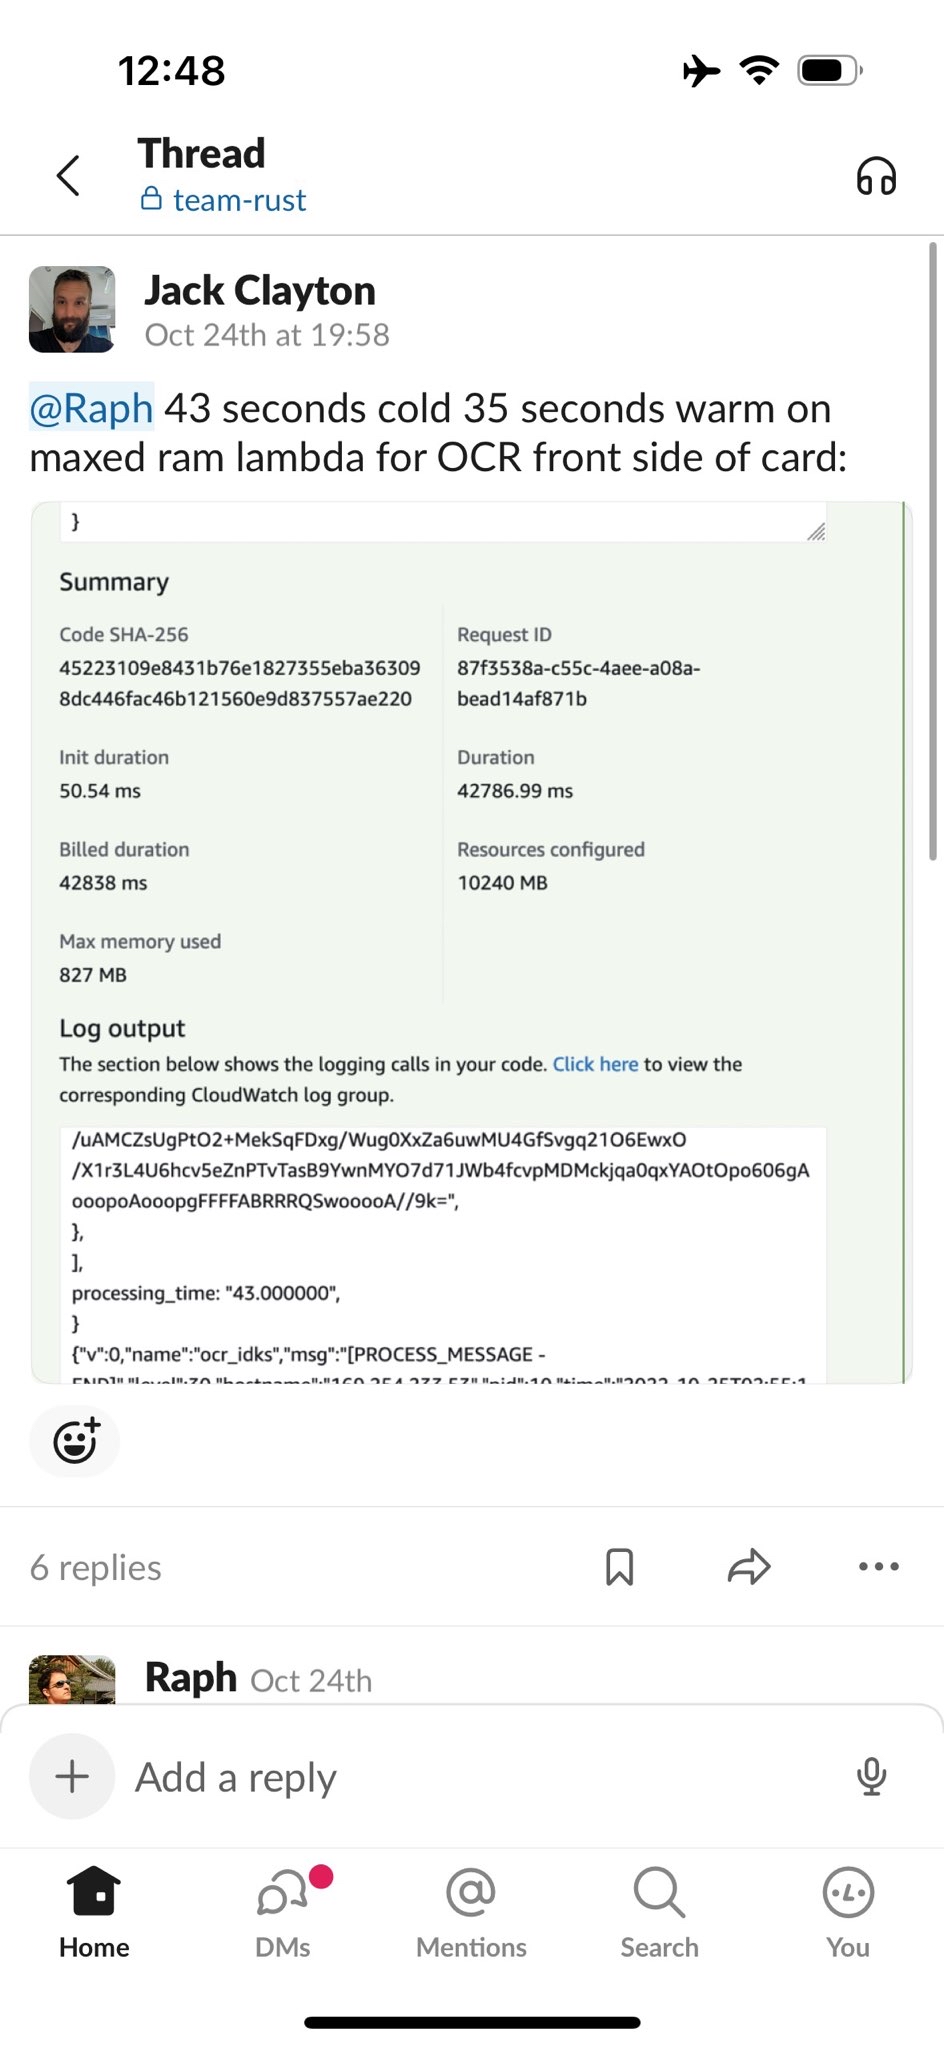 12:48
Thread
team-rust
Jack Clayton
Oct 24th at 19:58
@Raph 43 seconds cold 35 seconds warm on
maxed ram lambda for OCR front side of card:
}
Summary
Code SHA-256
45223109e8431b76e1827355eba36309
8dc446fac46b121560e9d837557ae220
Request ID
87f3538a-c55c-4aee-a08a-
bead14af871b
Init duration
50.54 ms
Duration
42786.99 ms
Billed duration
42838 ms
Resources configured
10240 MB
Max memory used
827 MB
Log output
The section below shows the logging calls in your code. Click here to view the
corresponding CloudWatch log group.
/uAMCZsUgPtO2+MekSqFDxg/Wug0XxZa6uwMU4GfSvgq21O6EwxO
/X1r3L4U6hcv5eZnPTvTasB9YwnMYO7d71JWb4fcvpMDMckjqa0qxYAOtOpo606gA
ooopoAooopgFFFFABRRRQSwooooA//9k=",
},
],
processing_time: "43.000000",
}
{"v":0,"name":"ocr_idks","msg":"[PROCESS_MESSAGE -
6 replies
Raph Oct 24th
Add a reply
Home
DMs
Mentions
Search
You